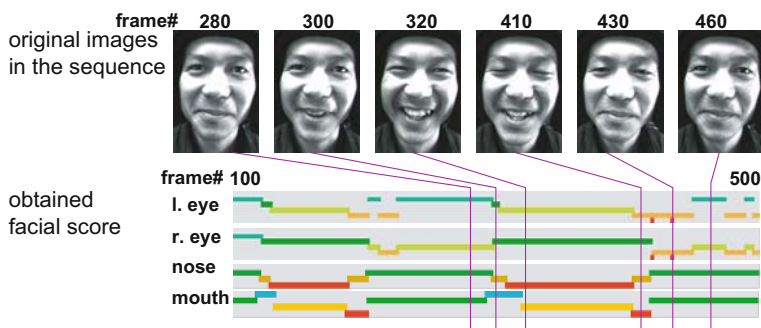 frame# 280 300 320 410 430 460
original images
in the sequence
frame# 100 500
obtained
facial score
l. eye
r. eye
nose
mouth